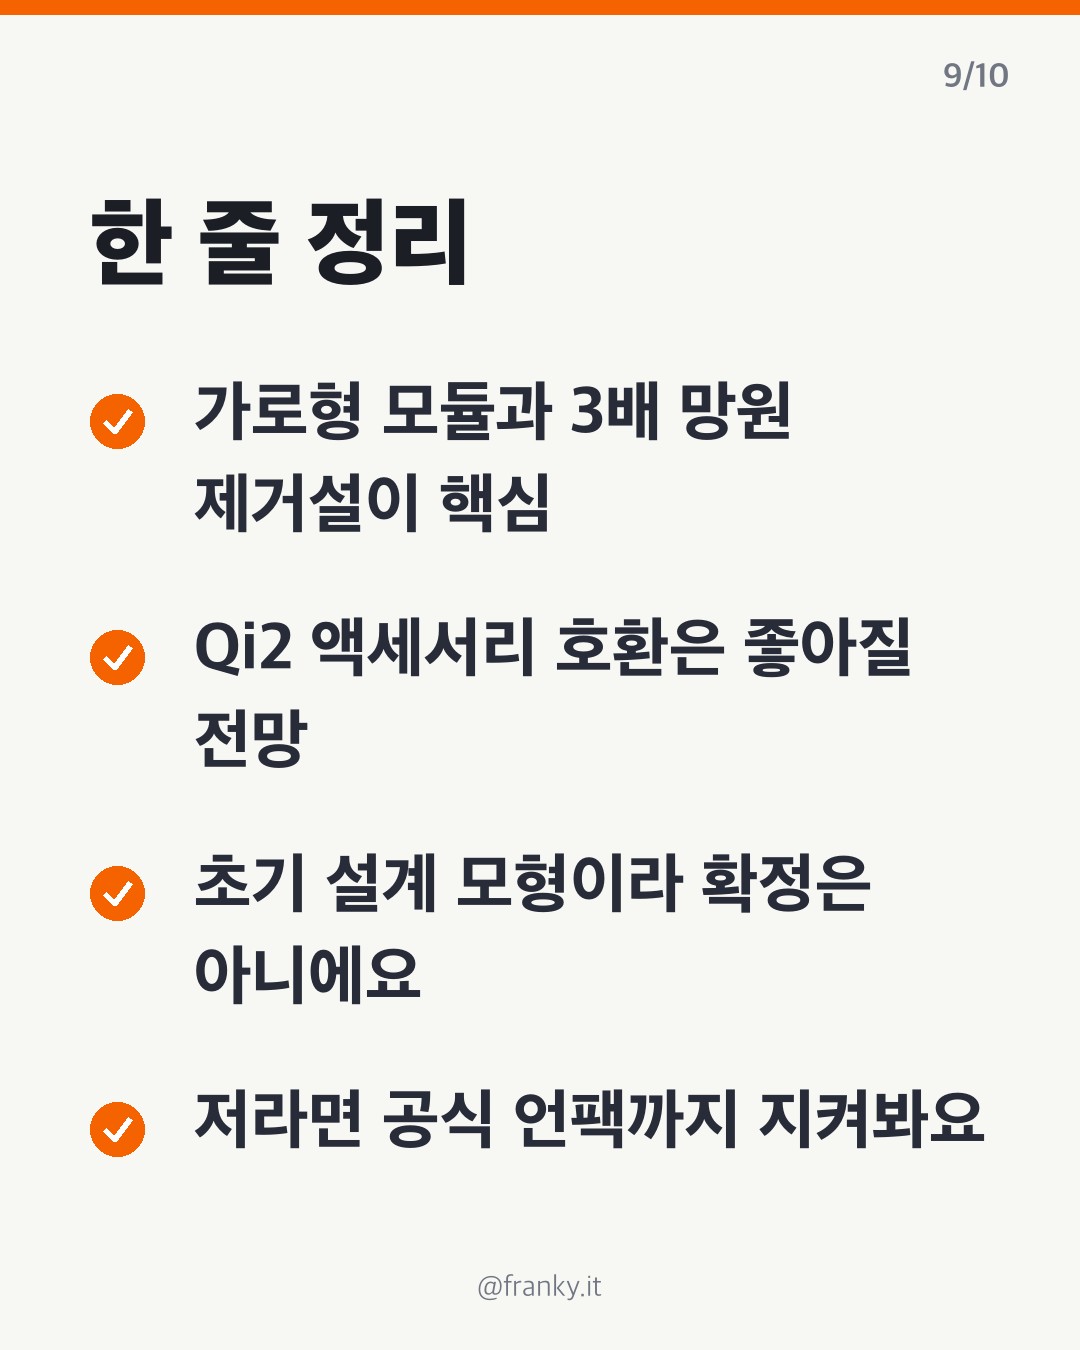 9/10
한 줄 정리
가로형 모듈과 3배 망원
제거설이 핵심
Qi2 액세서리 호환은 좋아질
전망
초기 설계 모형이라 확정은
아니에요
저라면 공식 언팩까지 지켜봐요
@franky.it